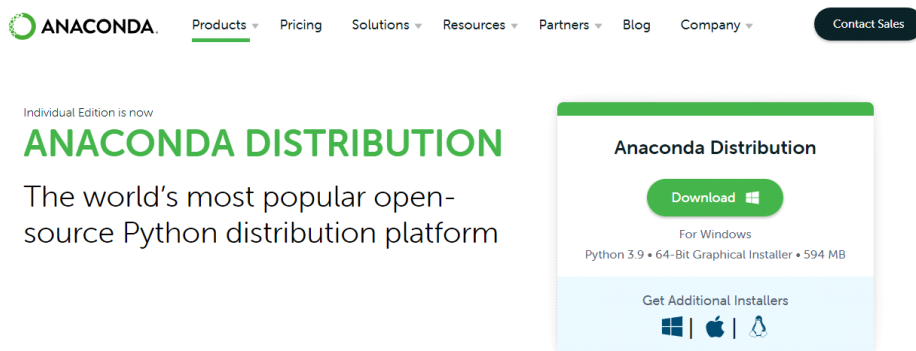 ANACONDA.
Products Pricing Solutions Resources Partners Blog Company Contact Sales
Individual Edition is now
ANACONDA DISTRIBUTION
The world's most popular open-
source Python distribution platform
Anaconda Distribution
Download
For Windows
Python 3.9 • 64-Bit Graphical Installer • 594 MB
Get Additional Installers